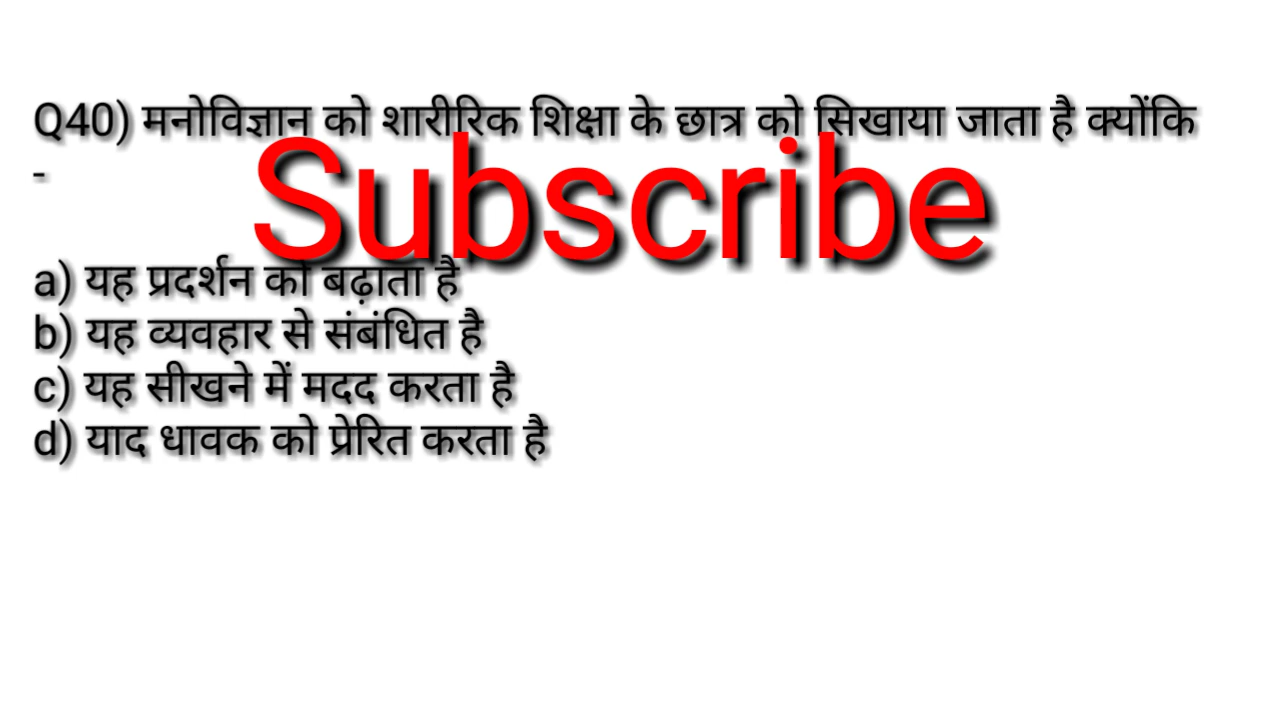 Q40) मनोविज्ञान को शारीरिक शिक्षा के छात्र को सिखाया जाता है क्योंकि
-
Subscribe
a) यह प्रदर्शन को बढ़ाता है
b) यह व्यवहार से संबंधित है
c) यह सीखने में मदद करता है
d) याद धावक को प्रेरित करता है